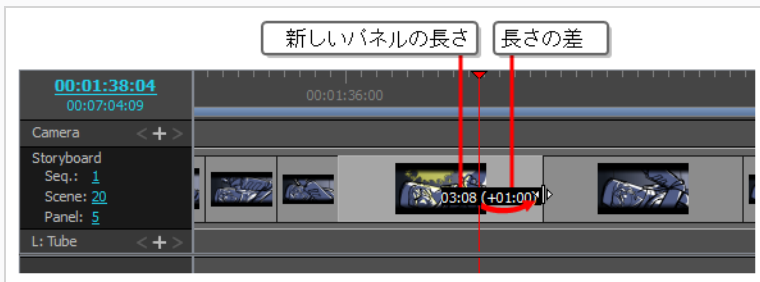 新しいパネルの長さ
長さの差
00:01:38:04
00:07:04:09
00:01:36:00
Camera
Storyboard
Seq.: 1
Scene: 20
Panel: 5
03:08 (+01:00)
L: Tube